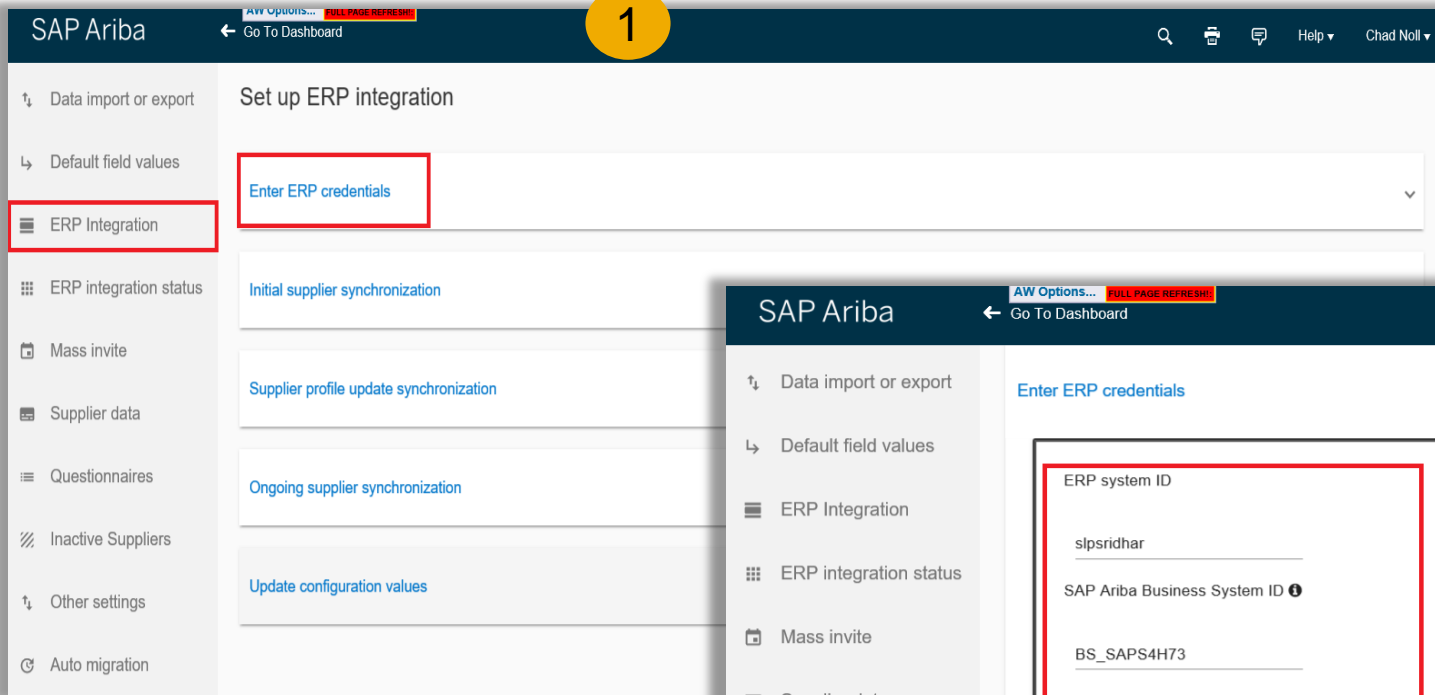 AW Options... FULL PAGE REFRESH!:
SAP Ariba
Go To Dashboard
1
Help
Chad Noll
Data import or export
Default field values
ERP Integration
ERP integration status
Mass invite
Supplier data
Questionnaires
Inactive Suppliers
Other settings
Auto migration
Set up ERP integration
Enter ERP credentials
Initial supplier synchronization
Supplier profile update synchronization
Ongoing supplier synchronization
Update configuration values
AW Options... FULL PAGE REFRESH!:
SAP Ariba
Go To Dashboard
Data import or export
Default field values
ERP Integration
ERP integration status
Mass invite
Enter ERP credentials
ERP system ID
slpsridhar
SAP Ariba Business System ID
BS_SAPS4H73